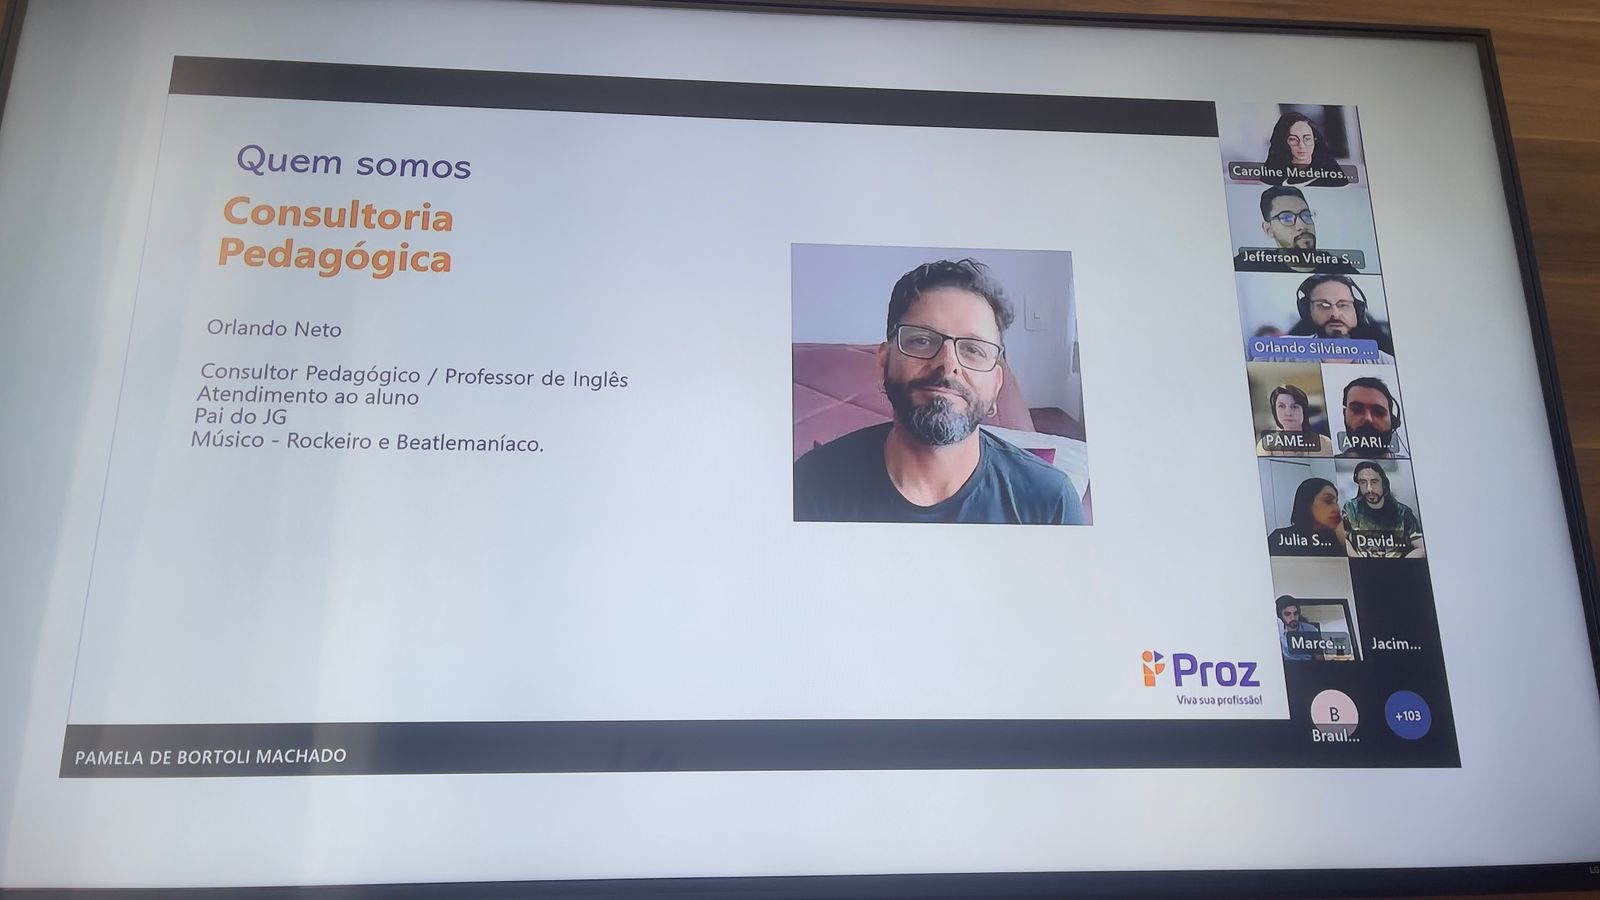 Quem somos
Consultoria
Pedagógica
Orlando Neto
Consultor Pedagógico / Professor de Inglês
Atendimento ao aluno
Pai do JG
Músico - Rockeiro e Beatlemaníaco.
Proz
Viva sua profissão!
PAMELA DE BORTOLI MACHADO
Caroline Medeiros...
Jefferson Vieira S...
Orlando Silviano ...
PAME...
APARI...
Julia S...
David...
Marce...
Jacim...
B
Braul...
+103
LG